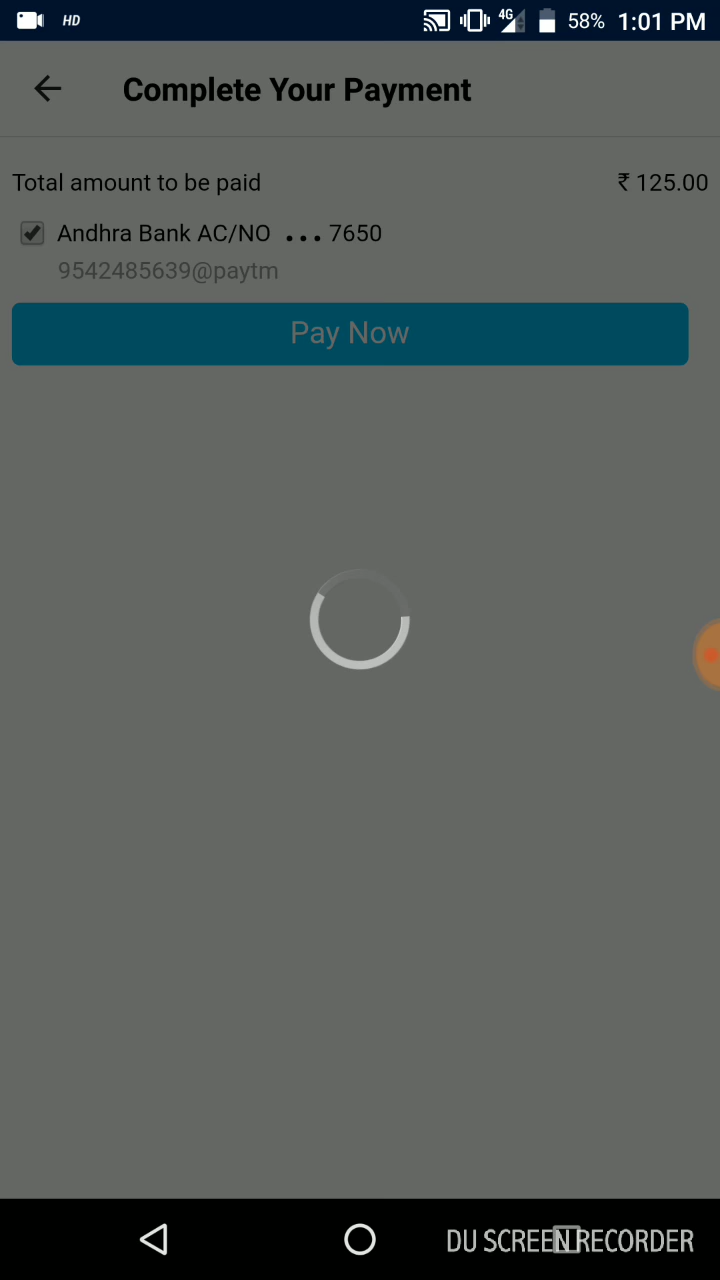 HD 4G 58% 1:01 PM
Complete Your Payment
Total amount to be paid ₹ 125.00
Andhra Bank AC/NO ... 7650
9542485639@paytm
Pay Now
DU SCREEN RECORDER